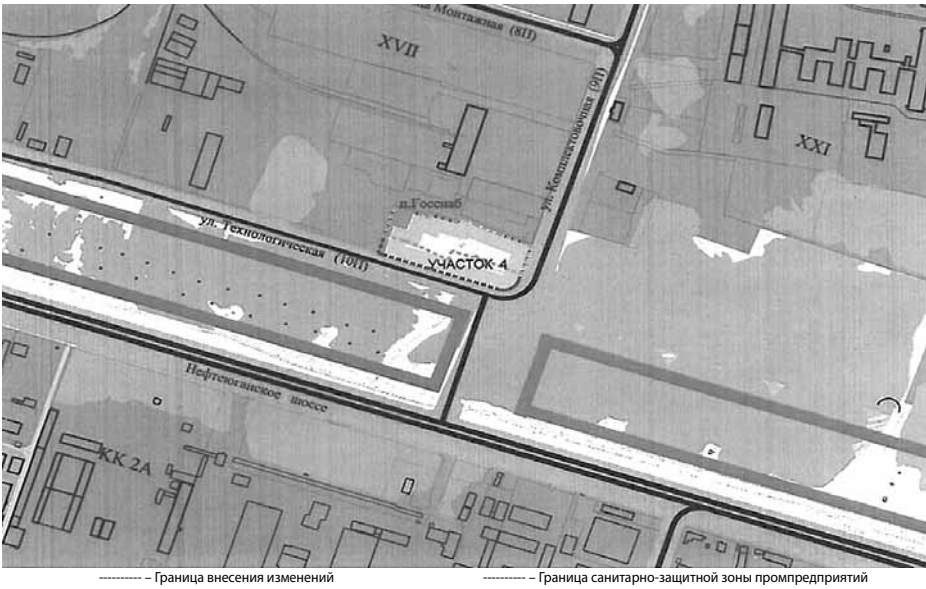 Монтажная (8П)
XVII
ул. Комплектовочная (9П)
XXI
п.Госснаб
ул. Технологическая (10П)
УЧАСТОК 4
Нефтеюганское шоссе
КК 2А
---------- – Граница внесения изменений
---------- – Граница санитарно-защитной зоны промпредприятий